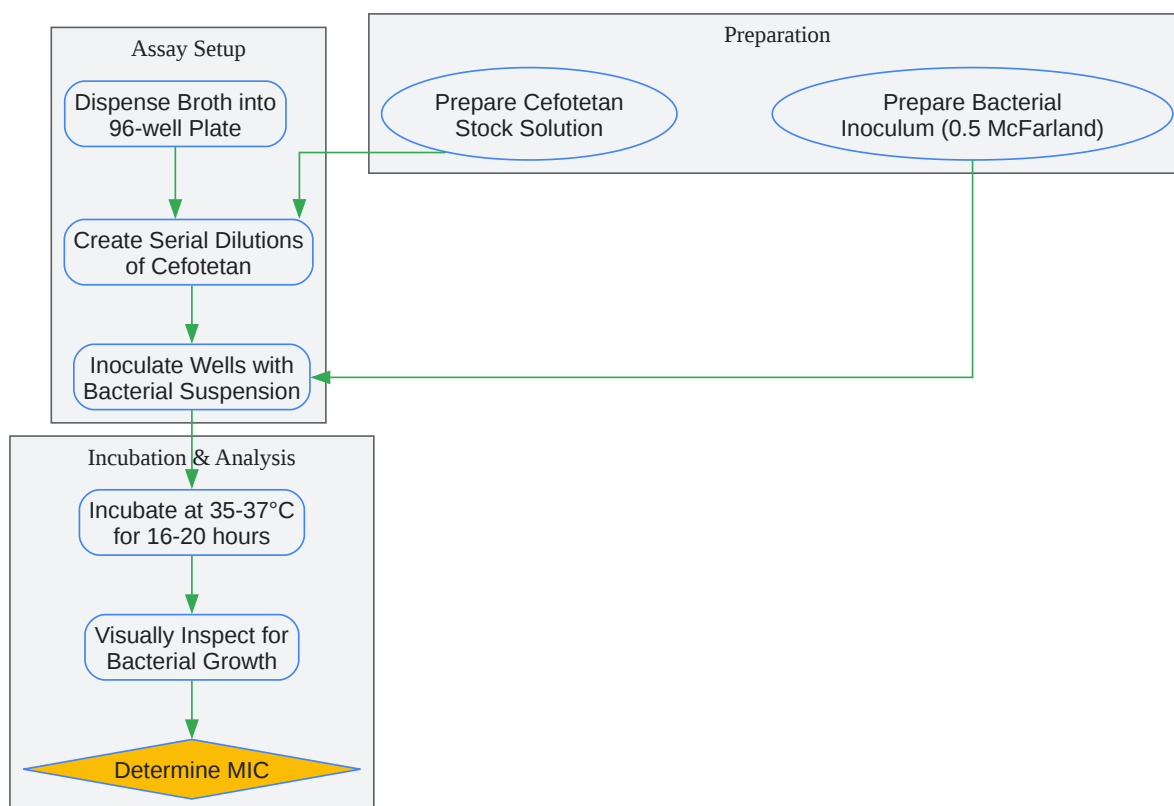 Assay Setup
Dispense Broth into
96-well Plate
Create Serial Dilutions
of Cefotetan
Inoculate Wells with
Bacterial Suspension
Preparation
Prepare Cefotetan
Stock Solution
Prepare Bacterial
Inoculum (0.5 McFarland)
Incubation & Analysis
Incubate at 35-37°C
for 16-20 hours
Visually Inspect for
Bacterial Growth
Determine MIC